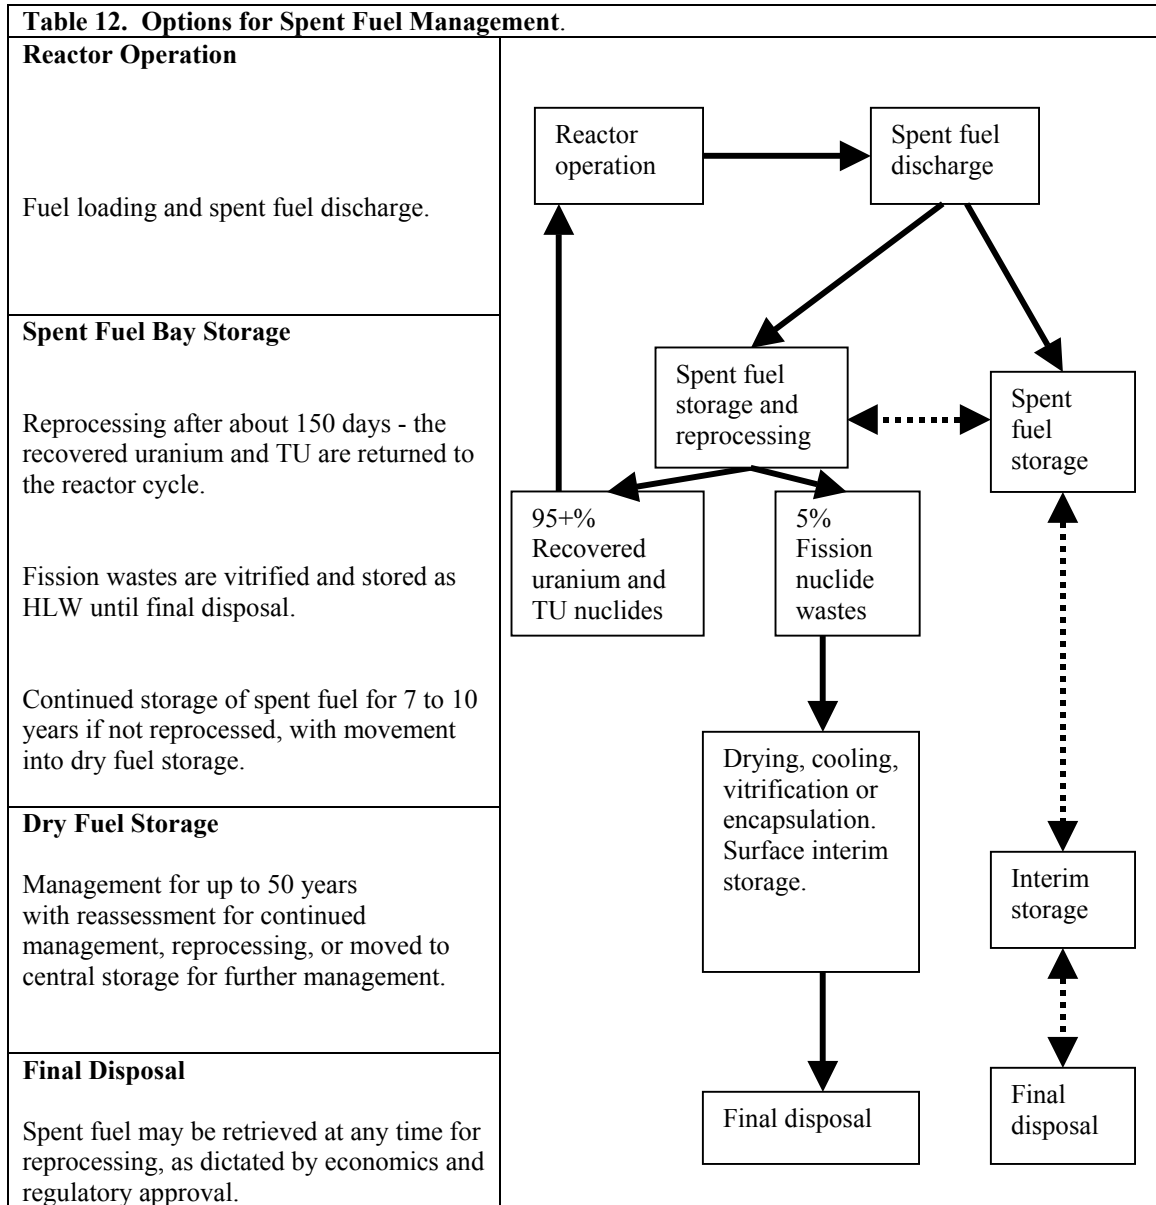 Table 12.  Options for Spent Fuel Management.
Reactor Operation
Fuel loading and spent fuel discharge.
Spent Fuel Bay Storage
Reprocessing after about 150 days - the
recovered uranium and TU are returned to
the reactor cycle.
Fission wastes are vitrified and stored as
HLW until final disposal.
Continued storage of spent fuel for 7 to 10
years if not reprocessed, with movement
into dry fuel storage.
Dry Fuel Storage
Management for up to 50 years
with reassessment for continued
management, reprocessing, or moved to
central storage for further management.
Final Disposal
Spent fuel may be retrieved at any time for
reprocessing, as dictated by economics and
regulatory approval.
Reactor
operation
Spent fuel
discharge
Spent fuel
storage and
reprocessing
Spent
fuel
storage
95+%
Recovered
uranium and
TU nuclides
5%
Fission
nuclide
wastes
Drying, cooling,
vitrification or
encapsulation.
Surface interim
storage.
Interim
storage
Final disposal
Final
disposal